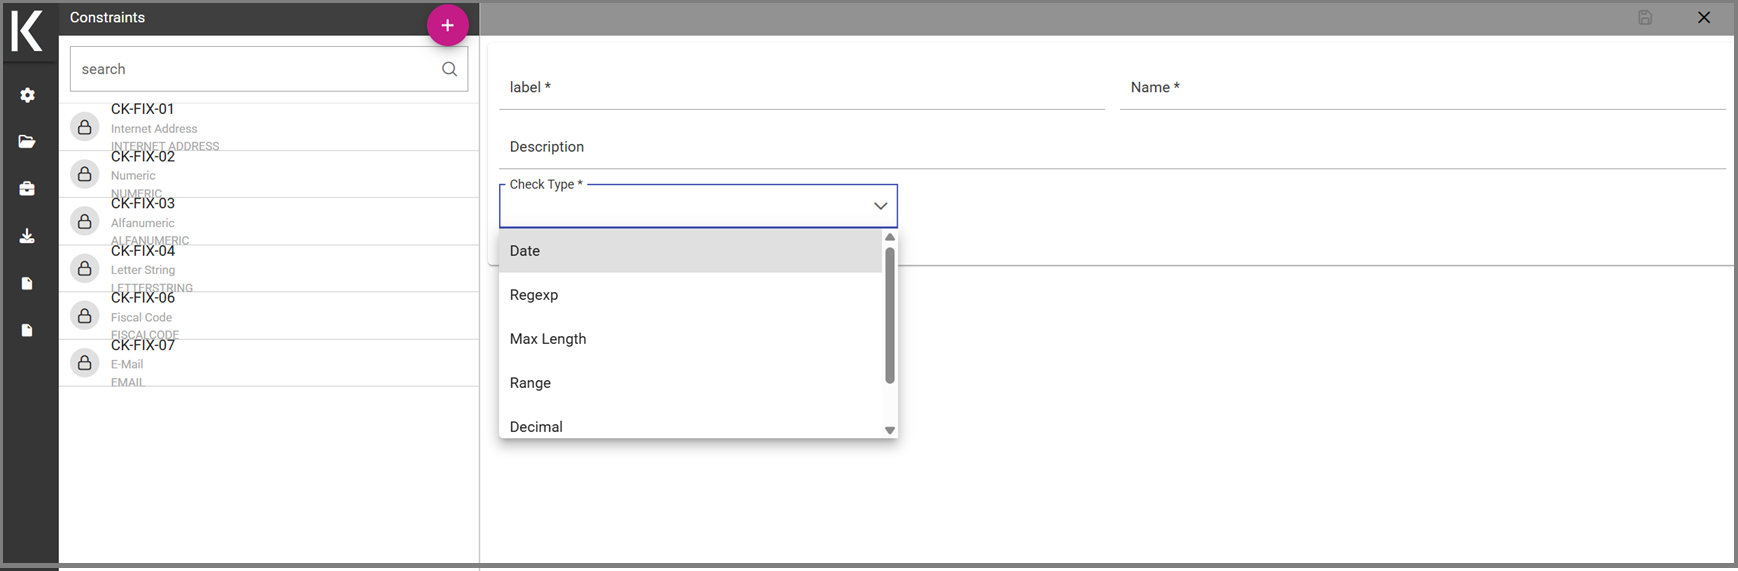 K
Constraints
+
search
CK-FIX-01
Internet Address
INTERNET ADDRESS
CK-FIX-02
Numeric
NUMERIC
CK-FIX-03
Alfanumeric
ALFANUMERIC
CK-FIX-04
Letter String
LETTERSTRING
CK-FIX-06
Fiscal Code
FISCALCODE
CK-FIX-07
E-Mail
EMAIL
label *
Name *
Description
Check Type *
Date
Regexp
Max Length
Range
Decimal